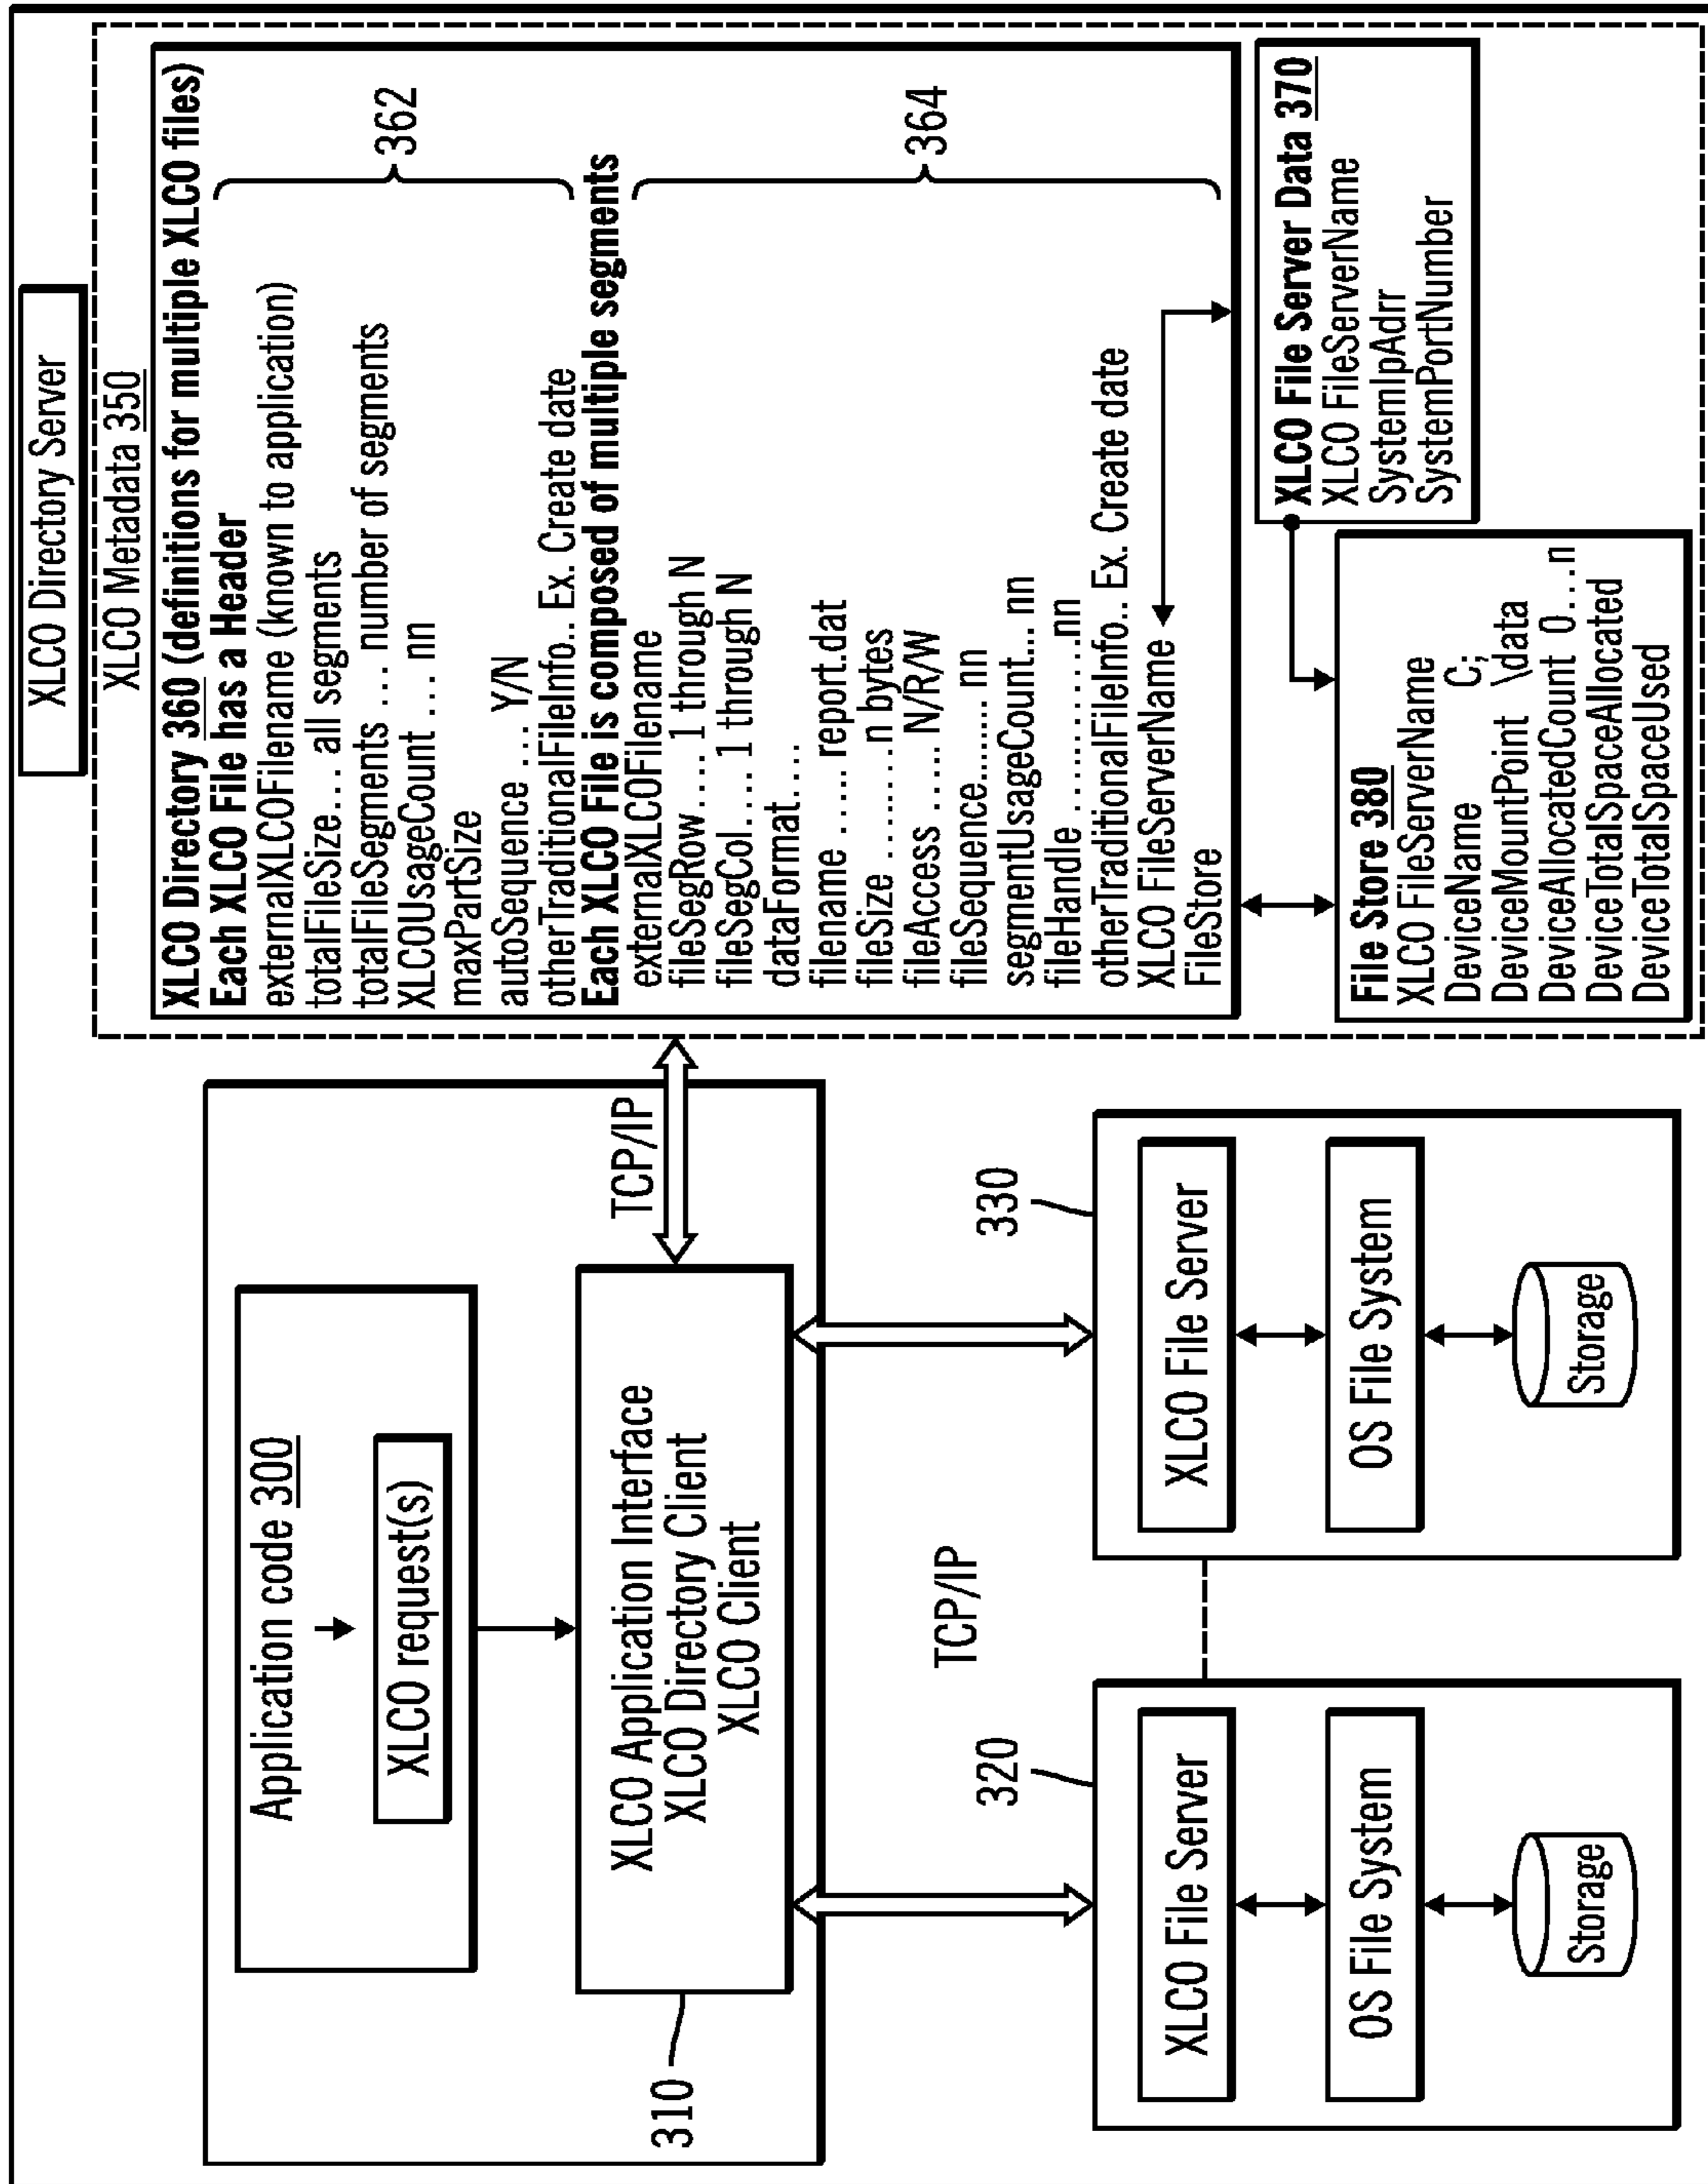 XLCO Directory Server
XLCO Metadata 350
XLCO Directory 360 (definitions for multiple XLCO files)
Each XLCO File has a Header
externalXLCOFilename (known to application)
totalFileSize... all segments
totalFileSegments ... number of segments
XLCOUsageCount ... nn
maxPartSize
autoSequence ... Y/N
otherTraditionalFileInfo.. Ex. Create date
362
Each XLCO File is composed of multiple segments
externalXLCOFilename
fileSegRow.... 1 through N
fileSegCol.... 1 through N
dataFormat....
filename ..... report.dat
fileSize .......... n bytes
fileAccess ..... N/R/W
fileSequence....... nn
segmentUsageCount... nn
fileHandle ............nn
otherTraditionalFileInfo.. Ex. Create date
XLCO FileServerName
FileStore
364
File Store 380
XLCO FileServerName
DeviceName C;
DeviceMountPoint \data
DeviceAllocatedCount 0...n
DeviceTotalSpaceAllocated
DeviceTotalSpaceUsed
XLCO File Server Data 370
XLCO FileServerName
SystemIpAdrr
SystemPortNumber
Application code 300
XLCO request(s)
TCP/IP
XLCO Application Interface
XLCO Directory Client
XLCO Client
310
TCP/IP
320
XLCO File Server
OS File System
Storage
330
XLCO File Server
OS File System
Storage